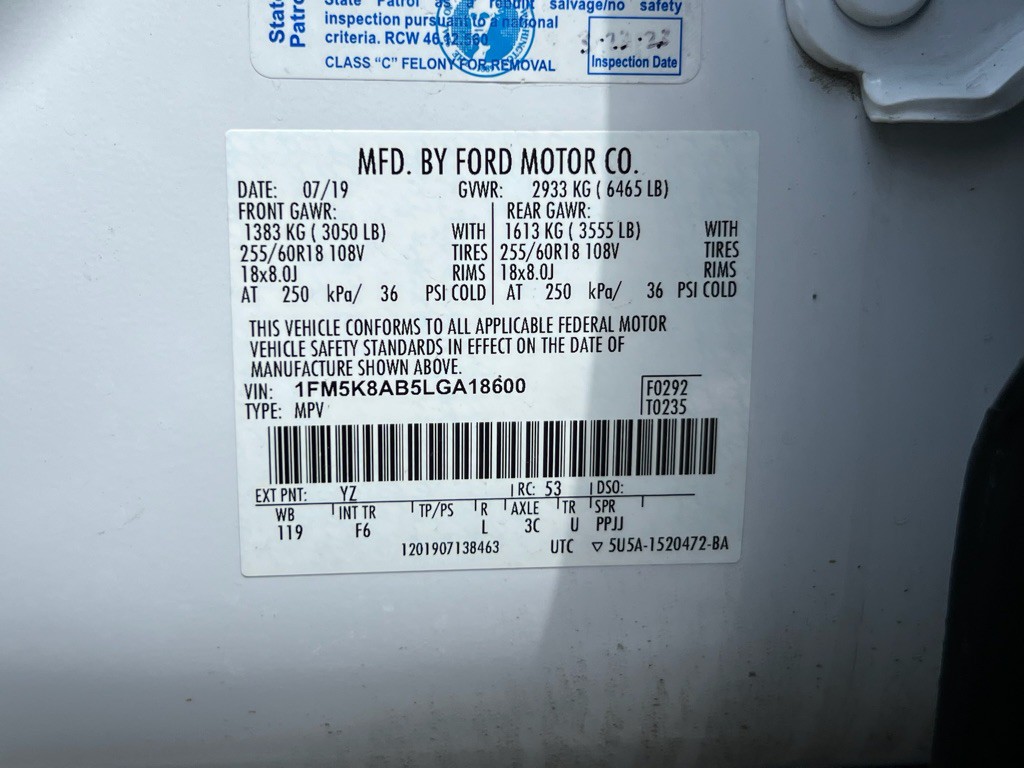 State
Patrol
State Patrol as a rebuilt salvage/no safety
inspection pursuant to a national
criteria. RCW 46.12.560
CLASS “C” FELONY FOR REMOVAL
Inspection Date
MFD. BY FORD MOTOR CO.
DATE: 07/19 GVWR: 2933 KG ( 6465 LB)
FRONT GAWR: REAR GAWR:
1383 KG ( 3050 LB) WITH 1613 KG ( 3555 LB) WITH
255/60R18 108V TIRES 255/60R18 108V TIRES
18x8.0J RIMS 18x8.0J RIMS
AT 250 kPa/ 36 PSI COLD AT 250 kPa/ 36 PSI COLD
THIS VEHICLE CONFORMS TO ALL APPLICABLE FEDERAL MOTOR
VEHICLE SAFETY STANDARDS IN EFFECT ON THE DATE OF
MANUFACTURE SHOWN ABOVE.
VIN: 1FM5K8AB5LGA18600 F0292
TYPE: MPV T0235
EXT PNT: YZ RC: 53 DSO:
WB INT TR TP/PS R AXLE TR SPR
119 F6 L 3C U PPJJ
1201907138463 UTC ▽ 5U5A-1520472-BA